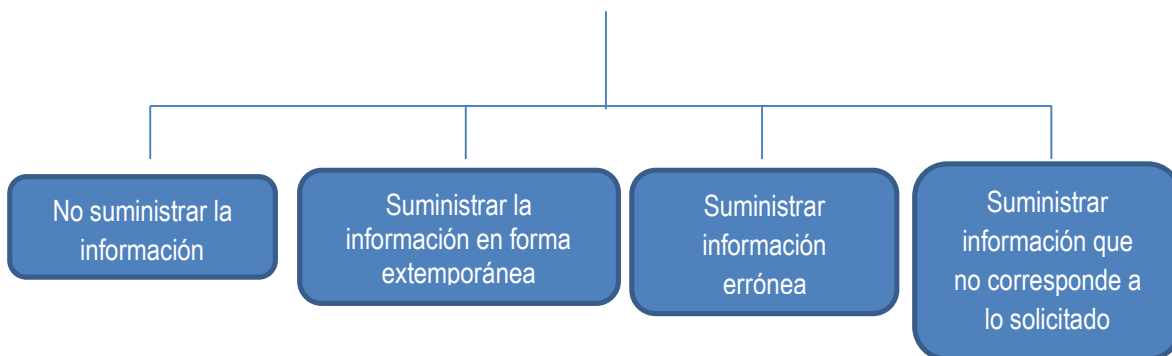 No suministrar la
información
Suministrar la
información en forma
extemporánea
Suministrar
información
errónea
Suministrar
información que
no corresponde a
lo solicitado